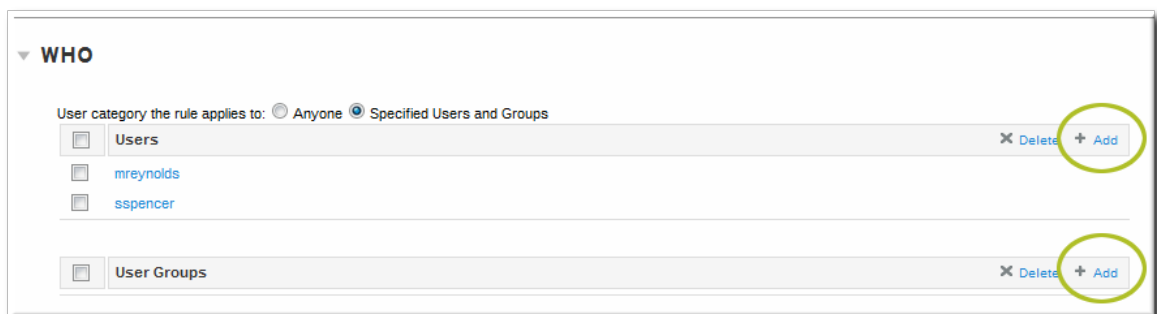 WHO
User category the rule applies to: Anyone Specified Users and Groups
Users Delete + Add
mreynolds
sspencer
User Groups Delete + Add